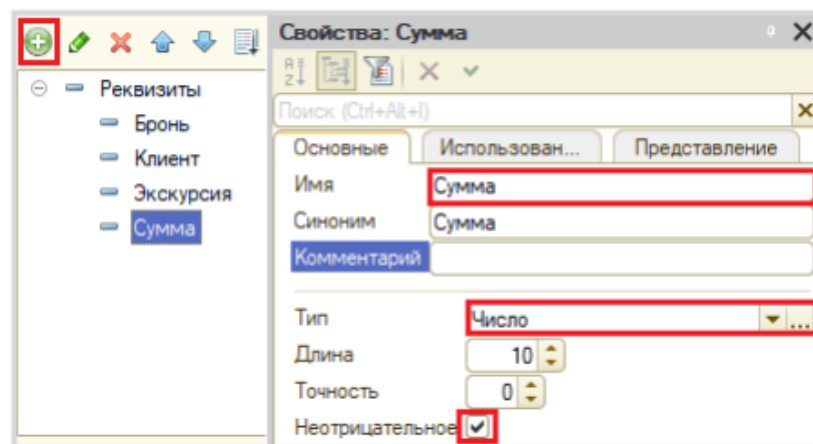 Свойства: Сумма
Поиск (Ctrl+Alt+I)
Реквизиты
Бронь
Клиент
Экскурсия
Сумма
Основные
Использован...
Представление
Имя
Сумма
Синоним
Сумма
Комментарий
Тип
Число
...
Длина
10
Точность
0
Неотрицательное